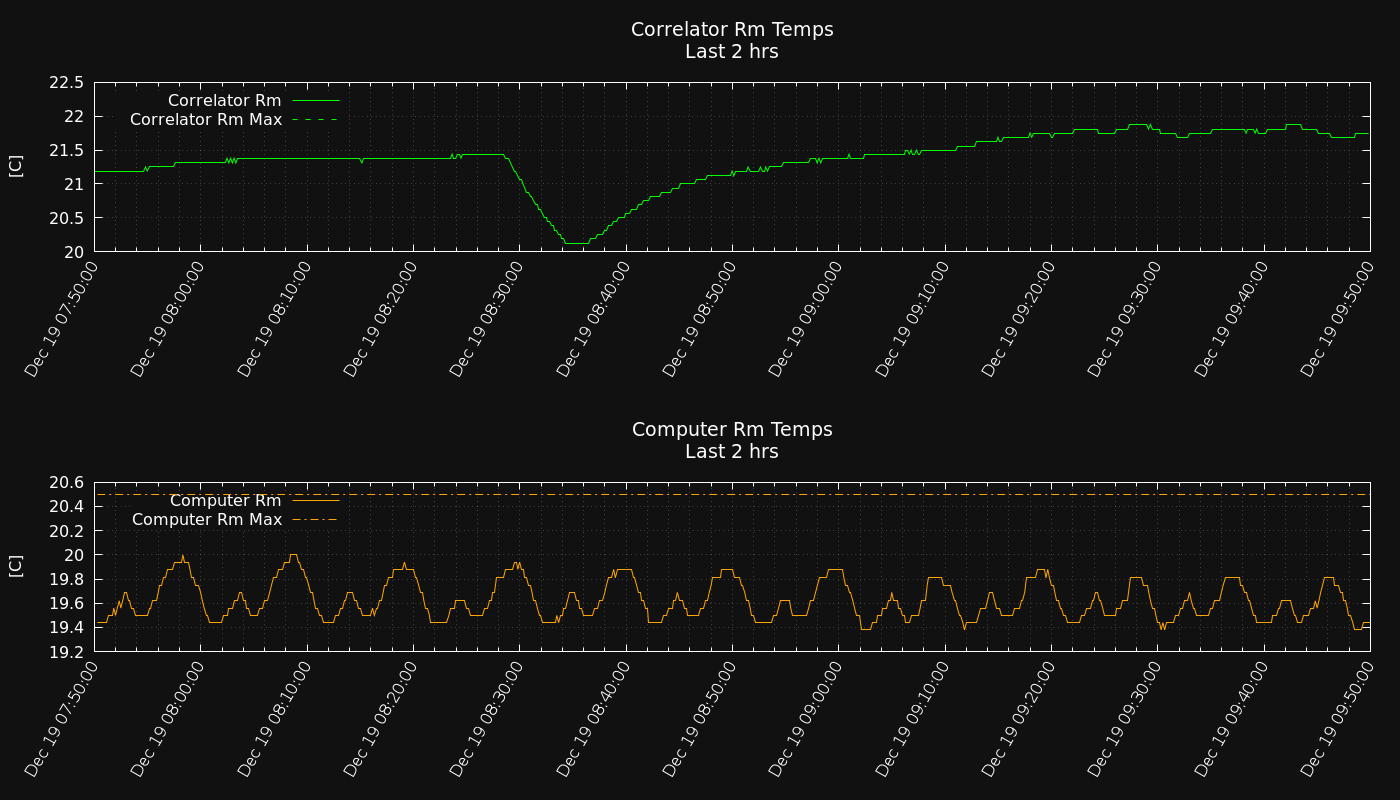 Correlator Rm Temps
Last 2 hrs
[C]
22.5
22
21.5
21
20.5
20
Correlator Rm
Correlator Rm Max
Dec 19 07:50:00
Dec 19 08:00:00
Dec 19 08:10:00
Dec 19 08:20:00
Dec 19 08:30:00
Dec 19 08:40:00
Dec 19 08:50:00
Dec 19 09:00:00
Dec 19 09:10:00
Dec 19 09:20:00
Dec 19 09:30:00
Dec 19 09:40:00
Dec 19 09:50:00
Computer Rm Temps
Last 2 hrs
[C]
20.6
20.4
20.2
20
19.8
19.6
19.4
19.2
Computer Rm
Computer Rm Max
Dec 19 07:50:00
Dec 19 08:00:00
Dec 19 08:10:00
Dec 19 08:20:00
Dec 19 08:30:00
Dec 19 08:40:00
Dec 19 08:50:00
Dec 19 09:00:00
Dec 19 09:10:00
Dec 19 09:20:00
Dec 19 09:30:00
Dec 19 09:40:00
Dec 19 09:50:00